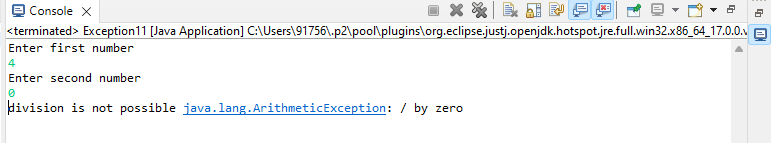 Console
<terminated> Exception11 [Java Application] C:\Users\91756\.p2\pool\plugins\org.eclipse.justj.openjdk.hotspot.jre.full.win32.x86_64_17.0.0.v
Enter first number
4
Enter second number
0
division is not possible java.lang.ArithmeticException: / by zero